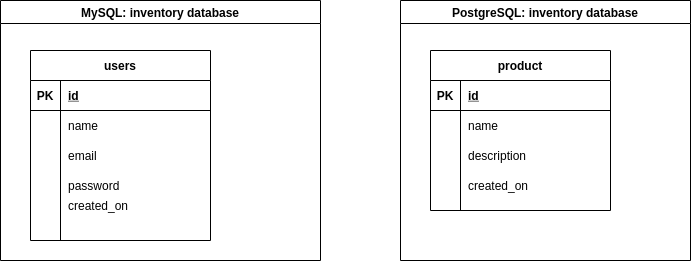 MySQL: inventory database
users
PK id
name
email
password
created_on
PostgreSQL: inventory database
product
PK id
name
description
created_on